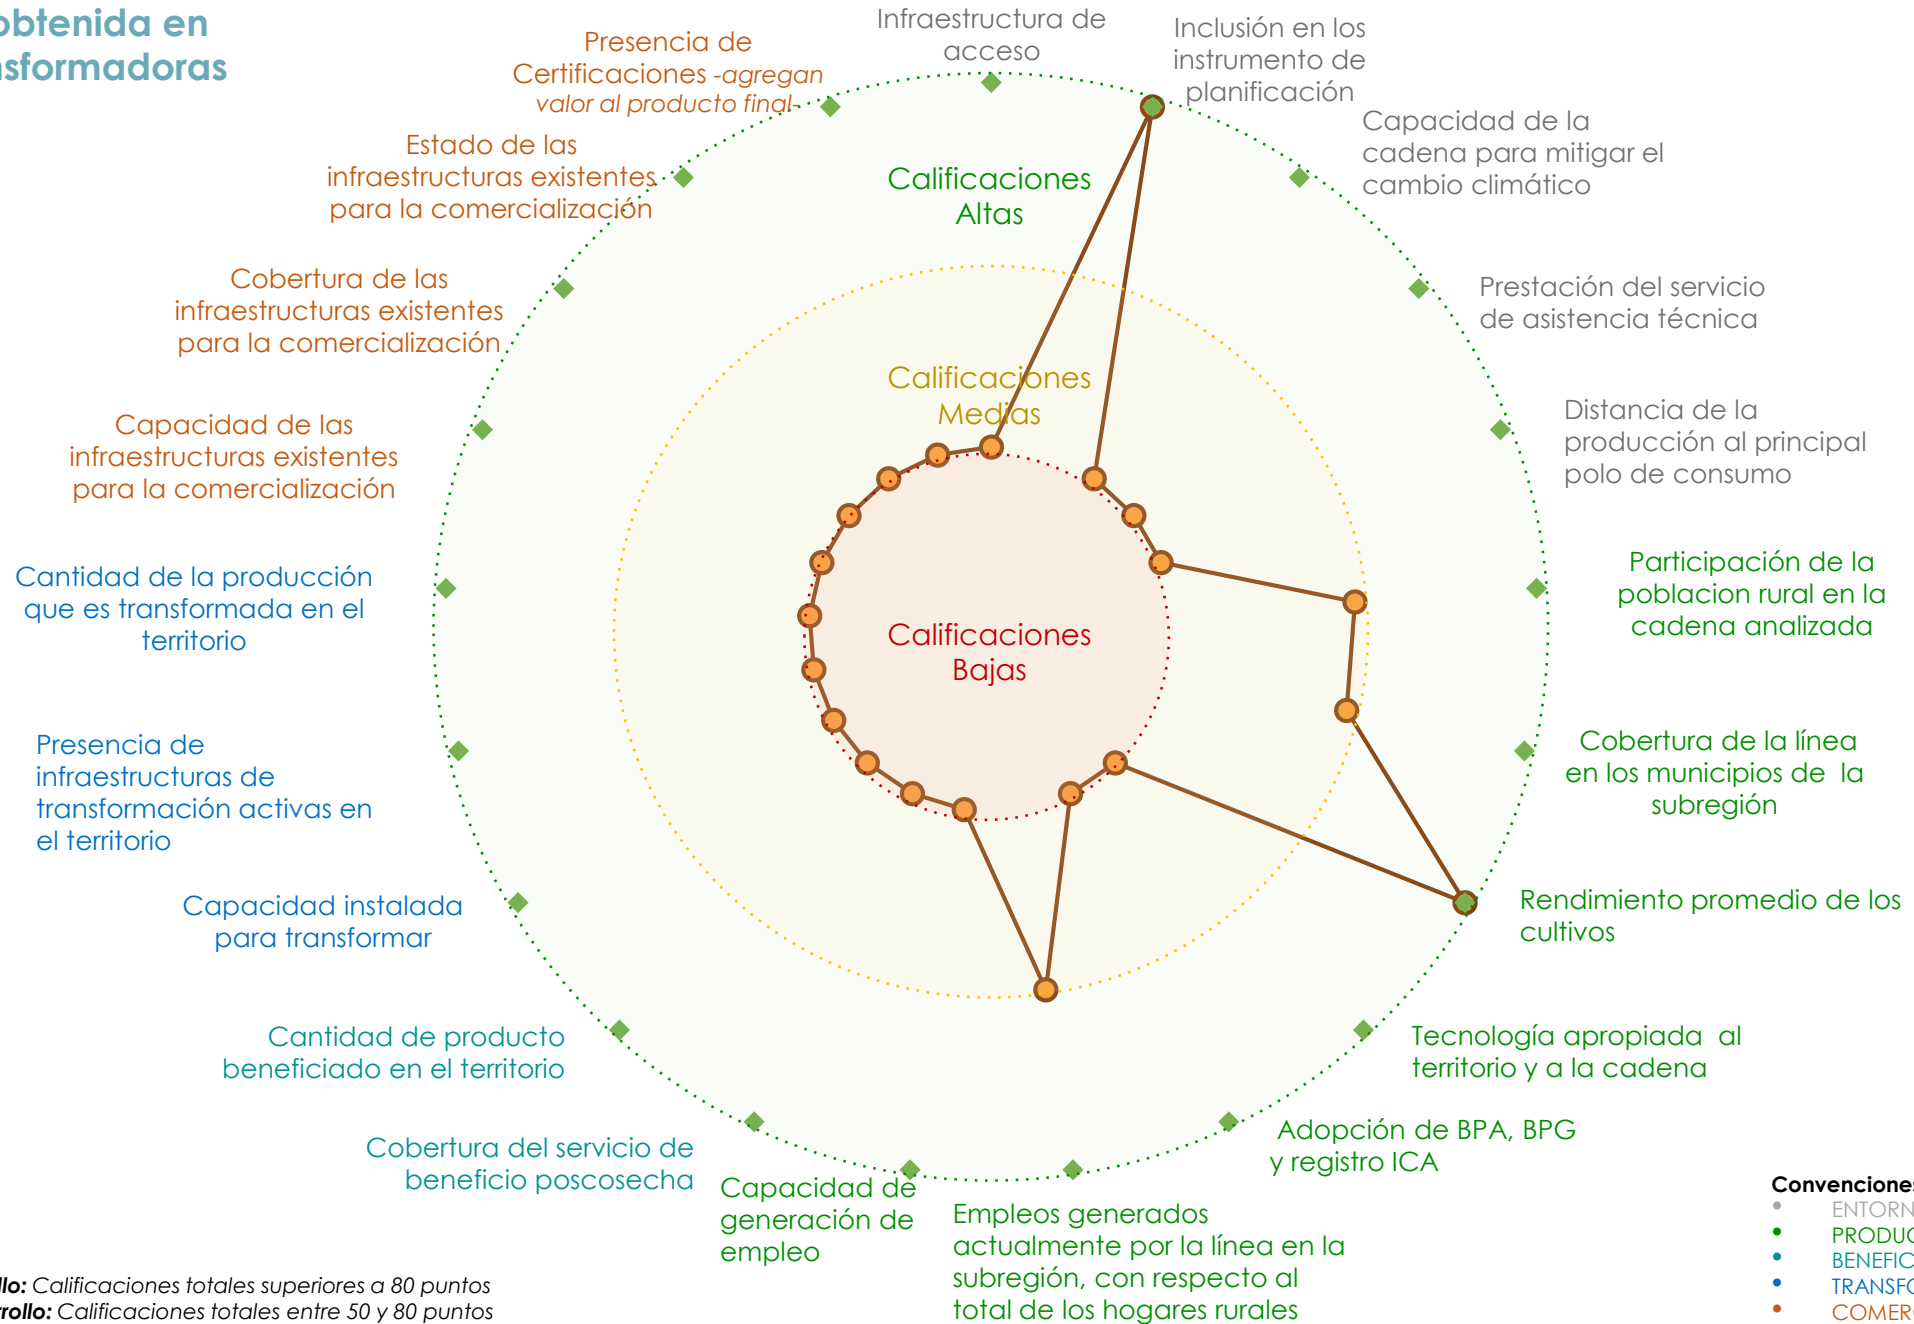 obtenida en
nsformadoras
Infraestructura de
acceso
Inclusión en los
instrumento de
planificación
Capacidad de la
cadena para mitigar el
cambio climático
Prestación del servicio
de asistencia técnica
Distancia de la
producción al principal
polo de consumo
Participación de la
poblacion rural en la
cadena analizada
Cobertura de la línea
en los municipios de la
subregión
Rendimiento promedio de los
cultivos
Tecnología apropiada al
territorio y a la cadena
Adopción de BPA, BPG
y registro ICA
Empleos generados
actualmente por la línea en la
subregión, con respecto al
total de los hogares rurales
Capacidad de
generación de
empleo
Cobertura del servicio de
beneficio poscosecha
Cantidad de producto
beneficiado en el territorio
Capacidad instalada
para transformar
Presencia de
infraestructuras de
transformación activas en
el territorio
Cantidad de la producción
que es transformada en el
territorio
Capacidad de las
infraestructuras existentes
para la comercialización
Cobertura de las
infraestructuras existentes
para la comercialización
Estado de las
infraestructuras existentes
para la comercialización
Presencia de
Certificaciones -agregan
valor al producto final-
Calificaciones
Altas
Calificaciones
Medias
Calificaciones
Bajas
llo: Calificaciones totales superiores a 80 puntos
rrollo: Calificaciones totales entre 50 y 80 puntos
Convenciones
• ENTORN
• PRODUC
• BENEFIC
• TRANSFO
• COMERC